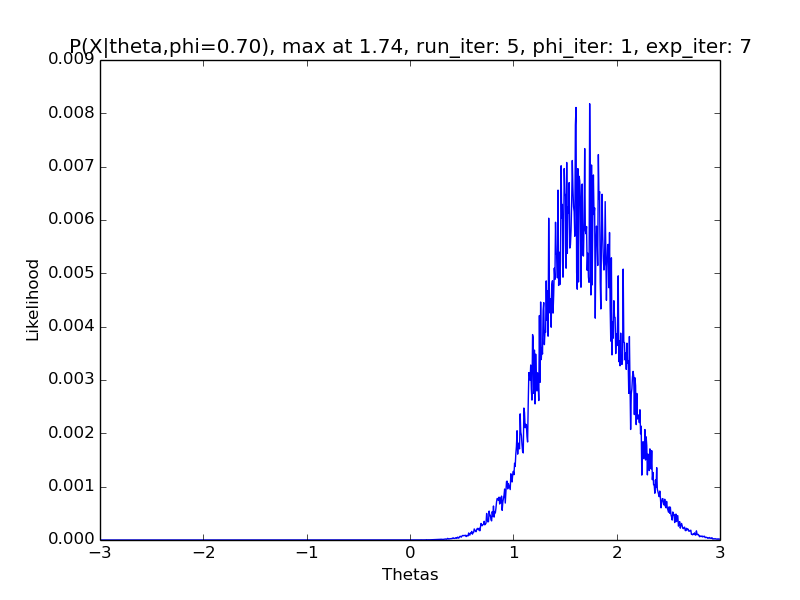 P(X|theta,phi=0.70), max at 1.74, run_iter: 5, phi_iter: 1, exp_iter: 7
0.009
0.008
0.007
0.006
0.005
0.004
0.003
0.002
0.001
0.000
Likelihood
−3 −2 −1 0 1 2 3
Thetas